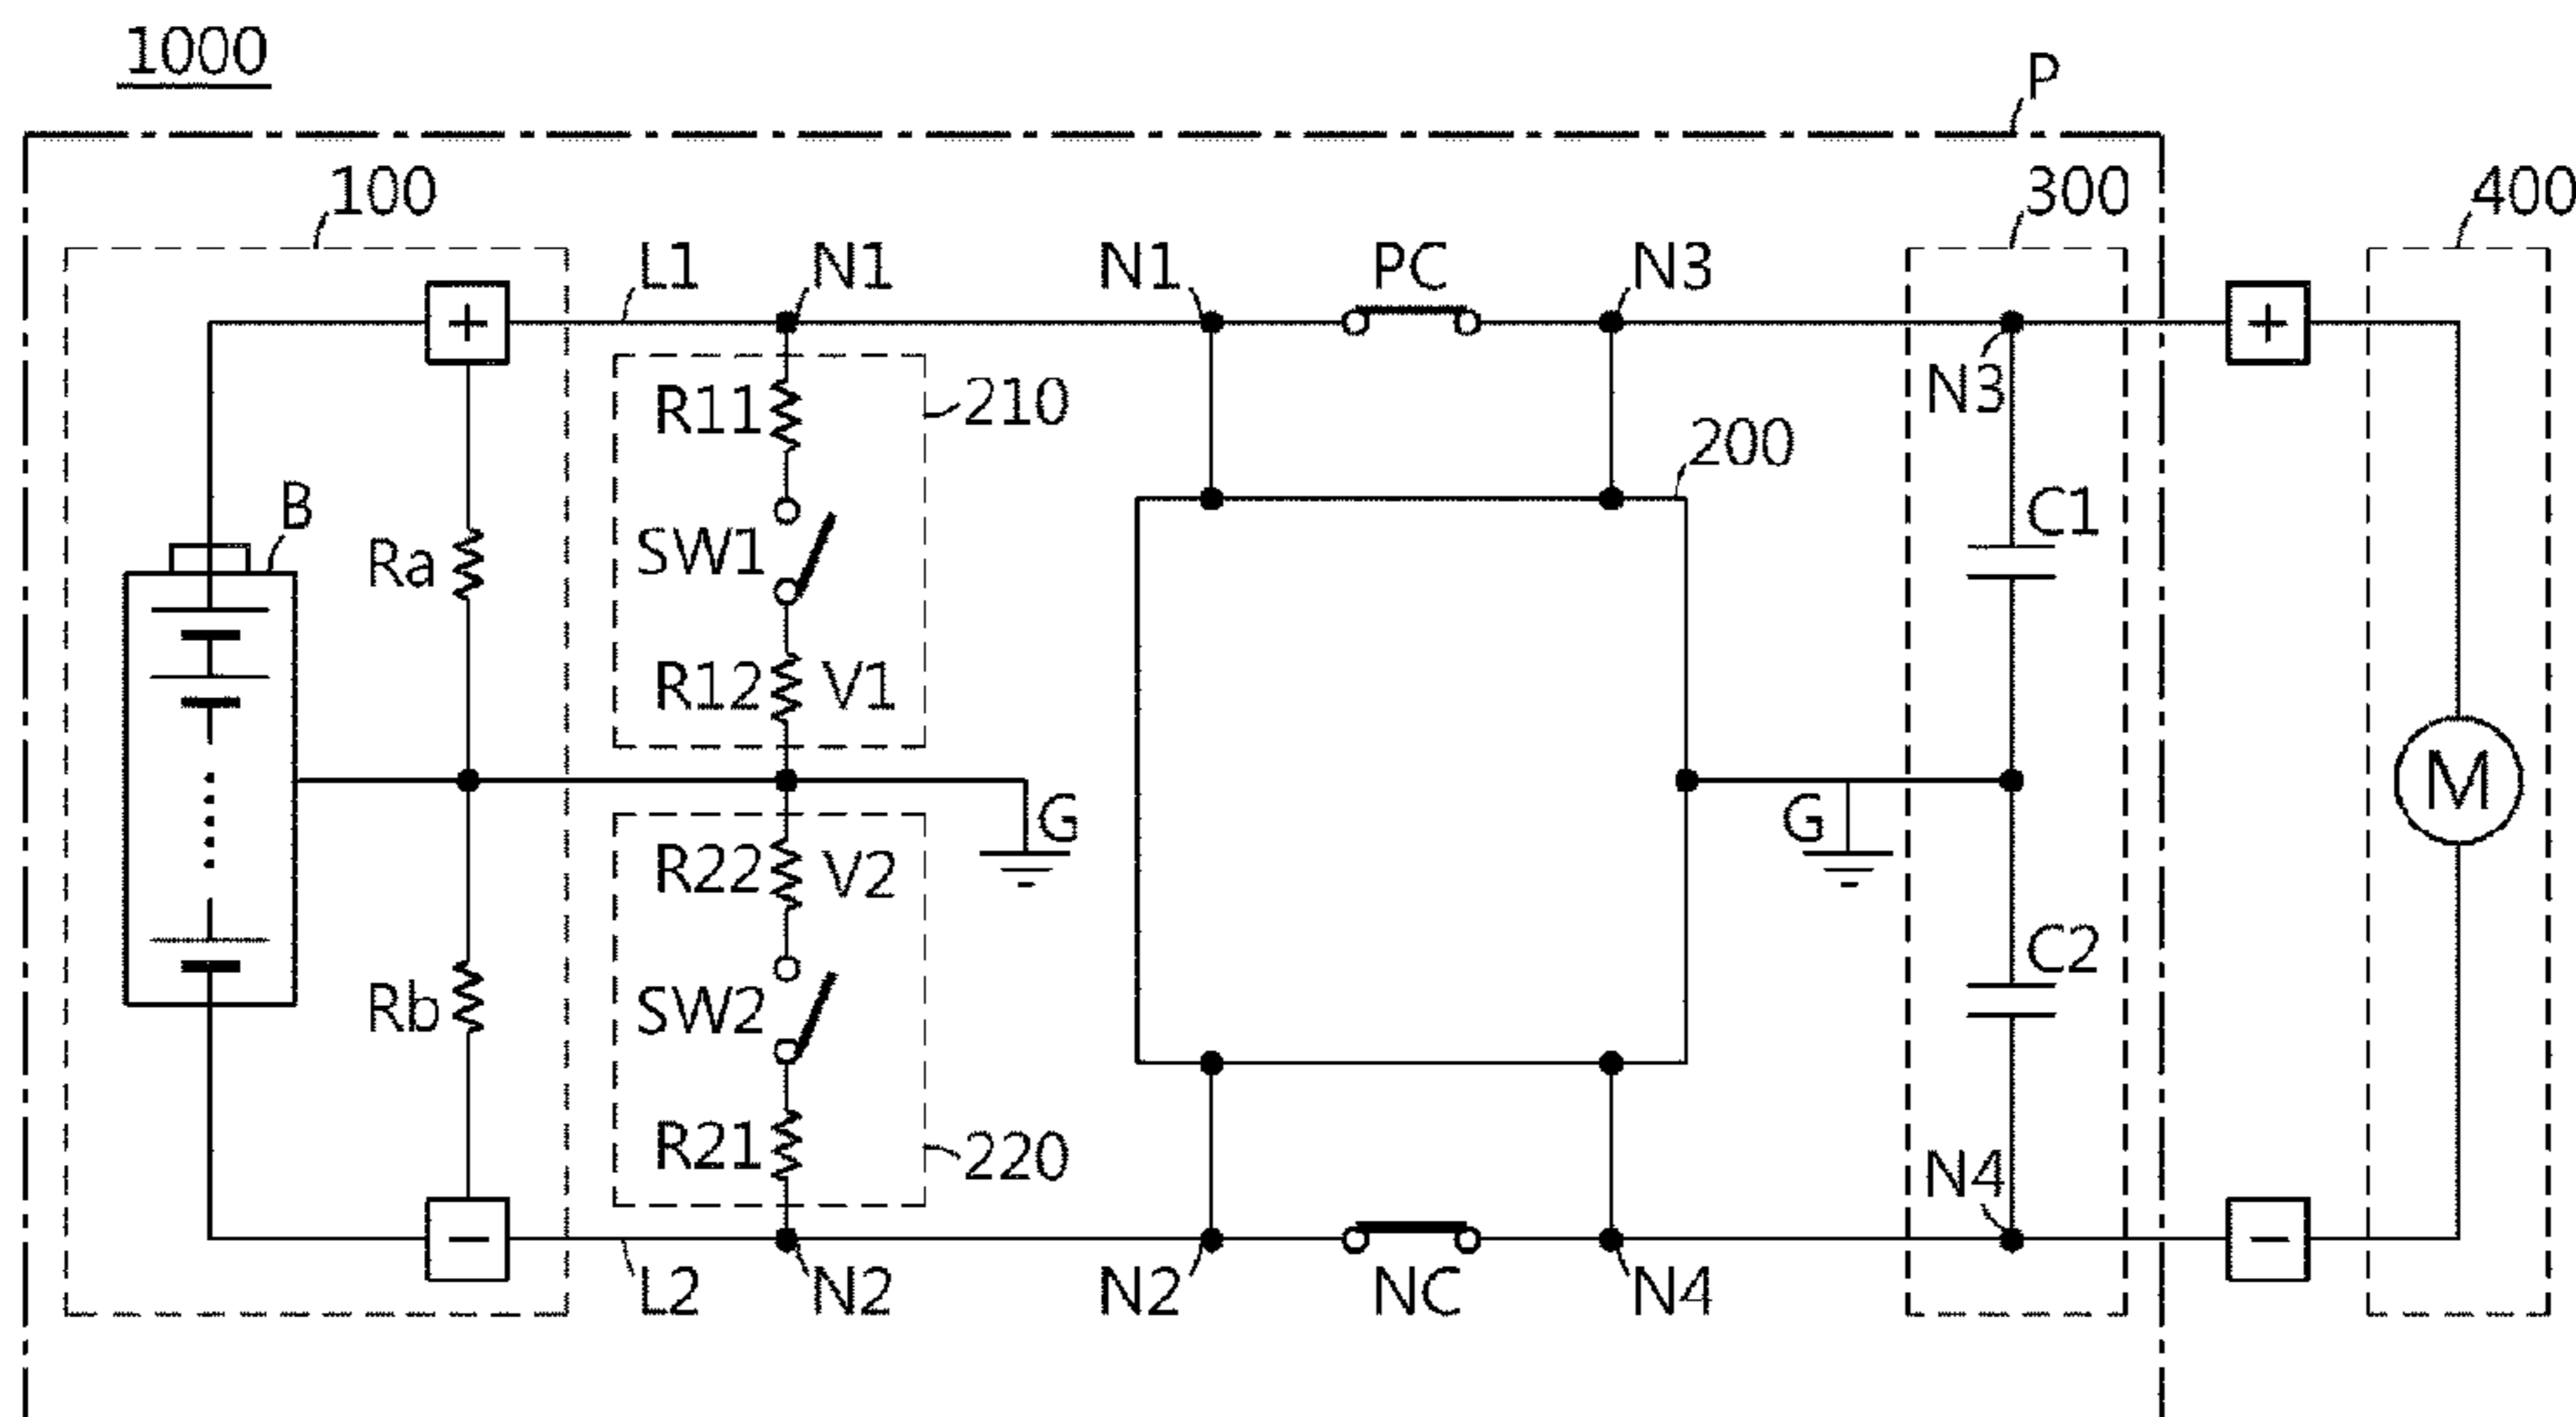 1000
P
100
300
400
L1
N1
N1
PC
N3
+
+
N3
R11
210
200
B
Ra
SW1
C1
R12
V1
M
G
G
R22
V2
C2
Rb
SW2
R21
220
N4
−
−
L2
N2
N2
NC
N4